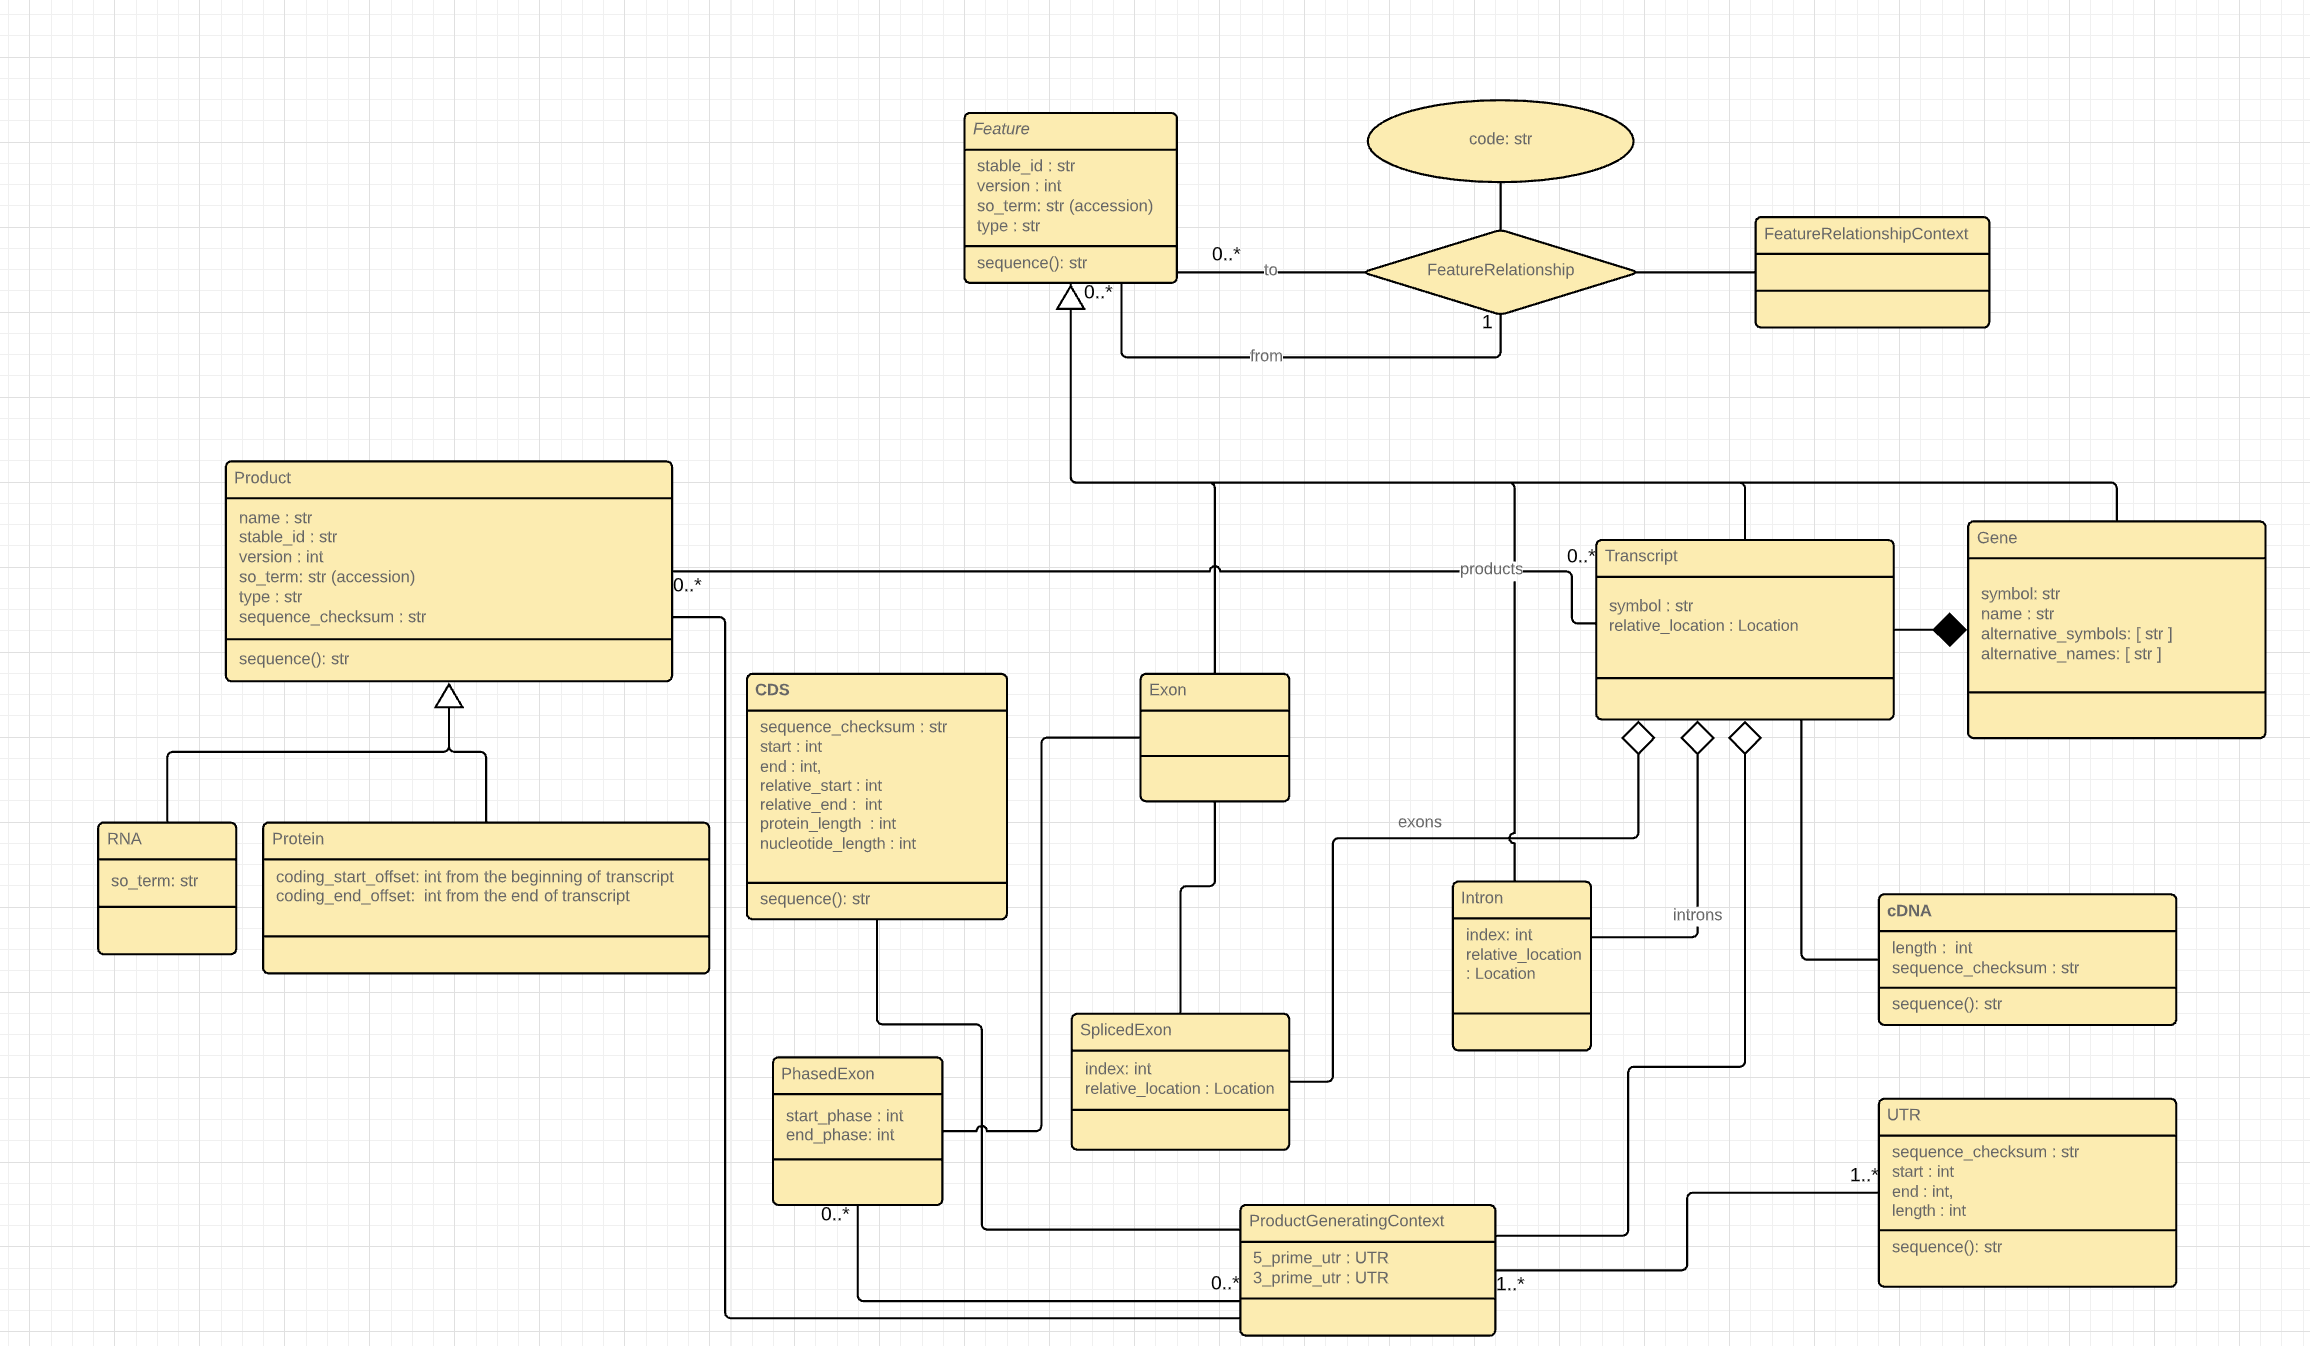 Feature
stable_id : str
version : int
so_term: str (accession)
type : str
sequence(): str
code: str
FeatureRelationship
FeatureRelationshipContext
0..*
to
0..*
1
from
Product
name : str
stable_id : str
version : int
so_term: str (accession)
type : str
sequence_checksum : str
sequence(): str
0..*
products
0..*
Transcript
symbol : str
relative_location : Location
Gene
symbol: str
name : str
alternative_symbols: [ str ]
alternative_names: [ str ]
CDS
sequence_checksum : str
start : int
end : int,
relative_start : int
relative_end :  int
protein_length  : int
nucleotide_length : int
sequence(): str
Exon
RNA
so_term: str
Protein
coding_start_offset: int from the beginning of transcript
coding_end_offset:  int from the end of transcript
exons
Intron
index: int
relative_location
: Location
introns
cDNA
length :  int
sequence_checksum : str
sequence(): str
PhasedExon
start_phase : int
end_phase: int
0..*
SplicedExon
index: int
relative_location : Location
UTR
sequence_checksum : str
start : int
end : int,
length : int
sequence(): str
1..*
ProductGeneratingContext
5_prime_utr : UTR
3_prime_utr : UTR
0..*
1..*